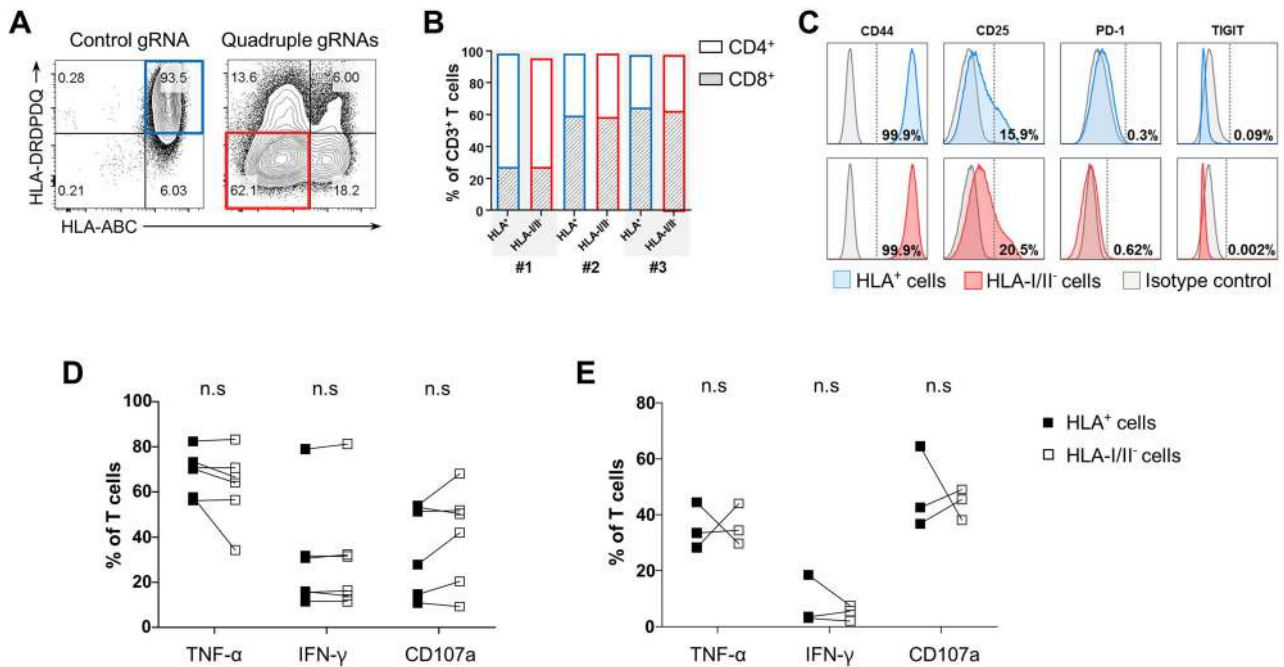 A
Control gRNA
Quadruple gRNAs
0.28
93.5
13.6
6.00
0.21
6.03
62.1
18.2
HLA-DRDPDQ
HLA-ABC
B
CD4⁺
CD8⁺
% of CD3⁺ T cells
100
80
60
40
20
0
HLA⁺
HLA-I/II⁻
HLA⁺
HLA-I/II⁻
HLA⁺
HLA-I/II⁻
#1
#2
#3
C
CD44
CD25
PD-1
TIGIT
99.9%
15.9%
0.3%
0.09%
99.9%
20.5%
0.62%
0.002%
HLA⁺ cells
HLA-I/II⁻ cells
Isotype control
D
n.s
n.s
n.s
% of T cells
100
80
60
40
20
0
TNF-α
IFN-γ
CD107a
E
n.s
n.s
n.s
% of T cells
80
60
40
20
0
TNF-α
IFN-γ
CD107a
HLA⁺ cells
HLA-I/II⁻ cells